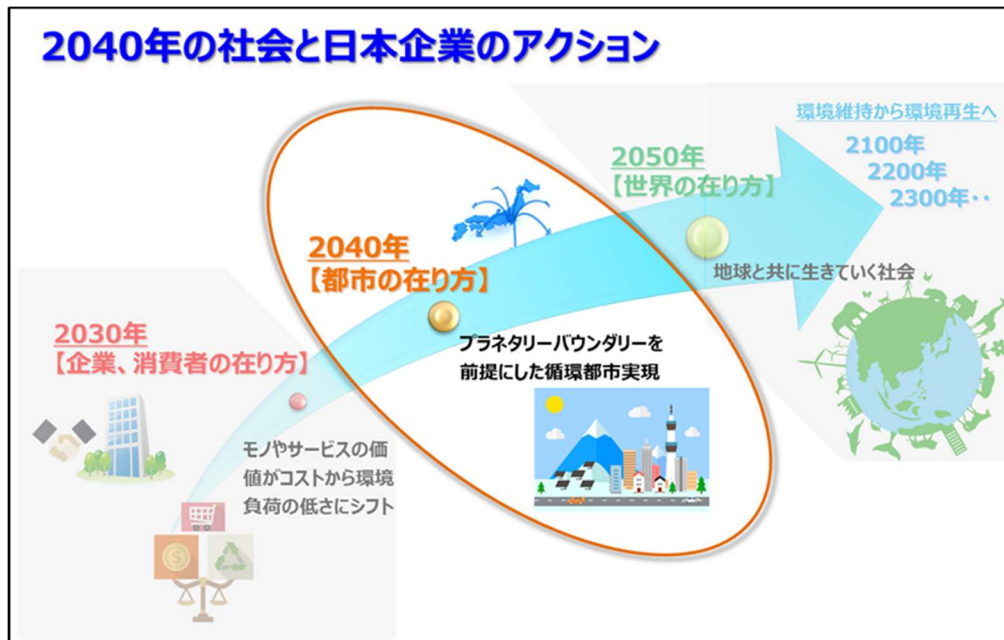 2040年の社会と日本企業のアクション
2030年
【企業、消費者の在り方】
モノやサービスの価
値がコストから環境
負荷の低さにシフト
2040年
【都市の在り方】
プラネタリーバウンダリーを
前提にした循環都市実現
2050年
【世界の在り方】
地球と共に生きていく社会
環境維持から環境再生へ
2100年
2200年
2300年‥